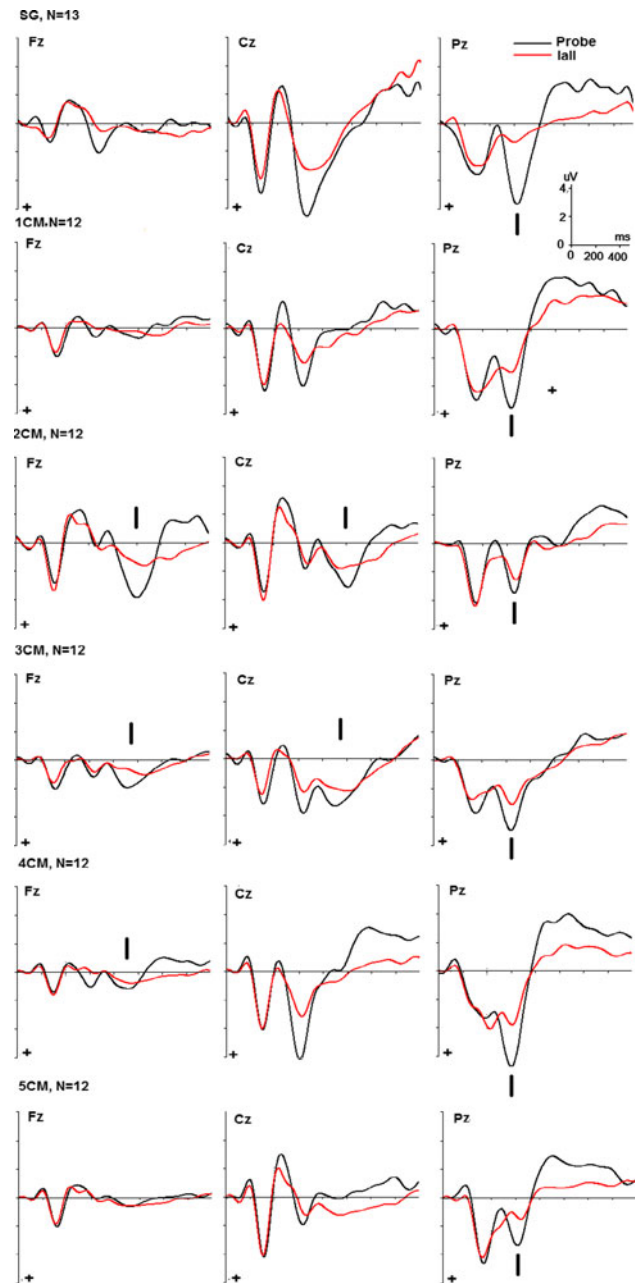 SG, N=13
Fz Cz Pz Probe
Iall
+ + +
uV
4
2
0
ms
0 200 400
1CM, N=12
Fz Cz Pz
+ + + +
2CM, N=12
Fz Cz Pz
+ + +
3CM, N=12
Fz Cz Pz
+ + +
4CM, N=12
Fz Cz Pz
+ + +
5CM, N=12
Fz Cz Pz
+ + +